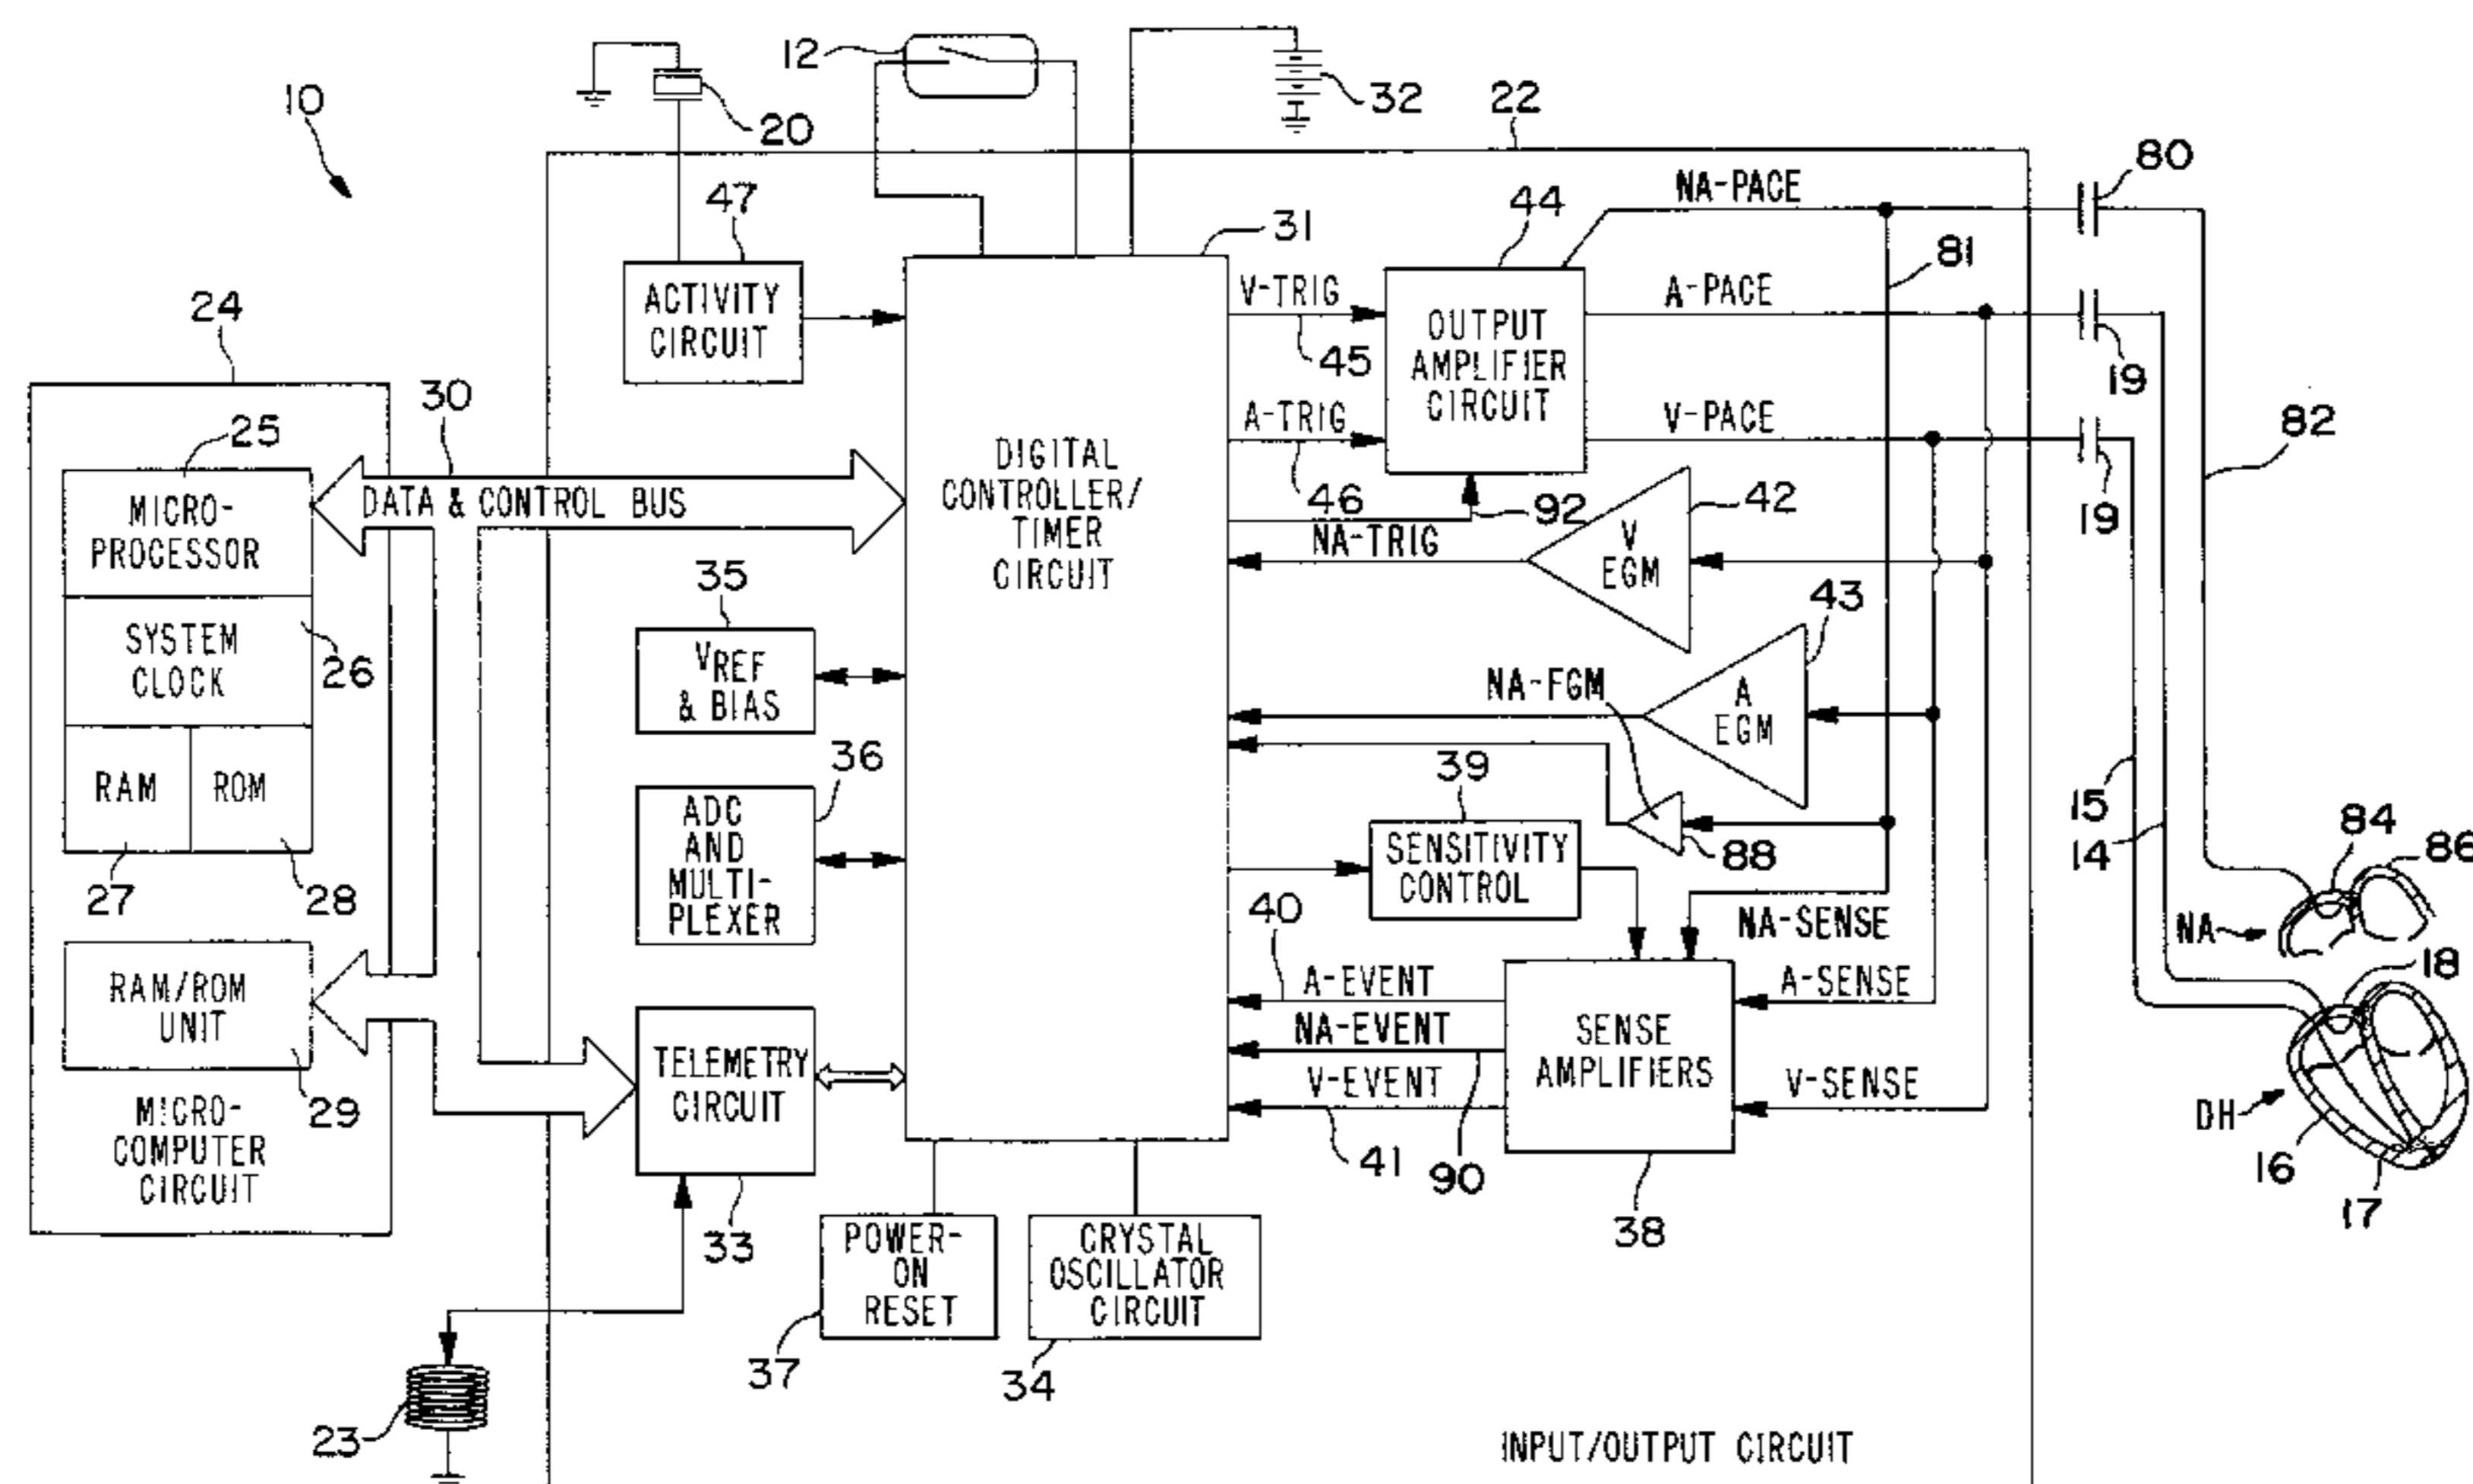 12
32
22
10
20
80
47
44
NA-PACE
31
81
ACTIVITY
CIRCUIT
V-TRIG
45
OUTPUT
AMPLIFIER
CIRCUIT
A-PACE
19
24
30
A-TRIG
46
V-PACE
19
82
25
MICRO-
PROCESSOR
DATA & CONTROL BUS
DIGITAL
CONTROLLER/
TIMER
CIRCUIT
92
NA-TRIG
42
V
EGM
35
43
SYSTEM
CLOCK
26
VREF
& BIAS
NA-FGM
A
EGM
36
39
RAM
ROM
27
28
ADC
AND
MULTI-
PLEXER
SENSITIVITY
CONTROL
88
15
14
84
86
NA
18
40
NA-SENSE
RAM/ROM
UNIT
29
A-EVENT
NA-EVENT
V-EVENT
41
90
SENSE
AMPLIFIERS
38
A-SENSE
V-SENSE
DH
16
17
MICRO-
COMPUTER
CIRCUIT
TELEMETRY
CIRCUIT
33
POWER-
ON
RESET
37
CRYSTAL
OSCILLATOR
CIRCUIT
34
23
INPUT/OUTPUT CIRCUIT